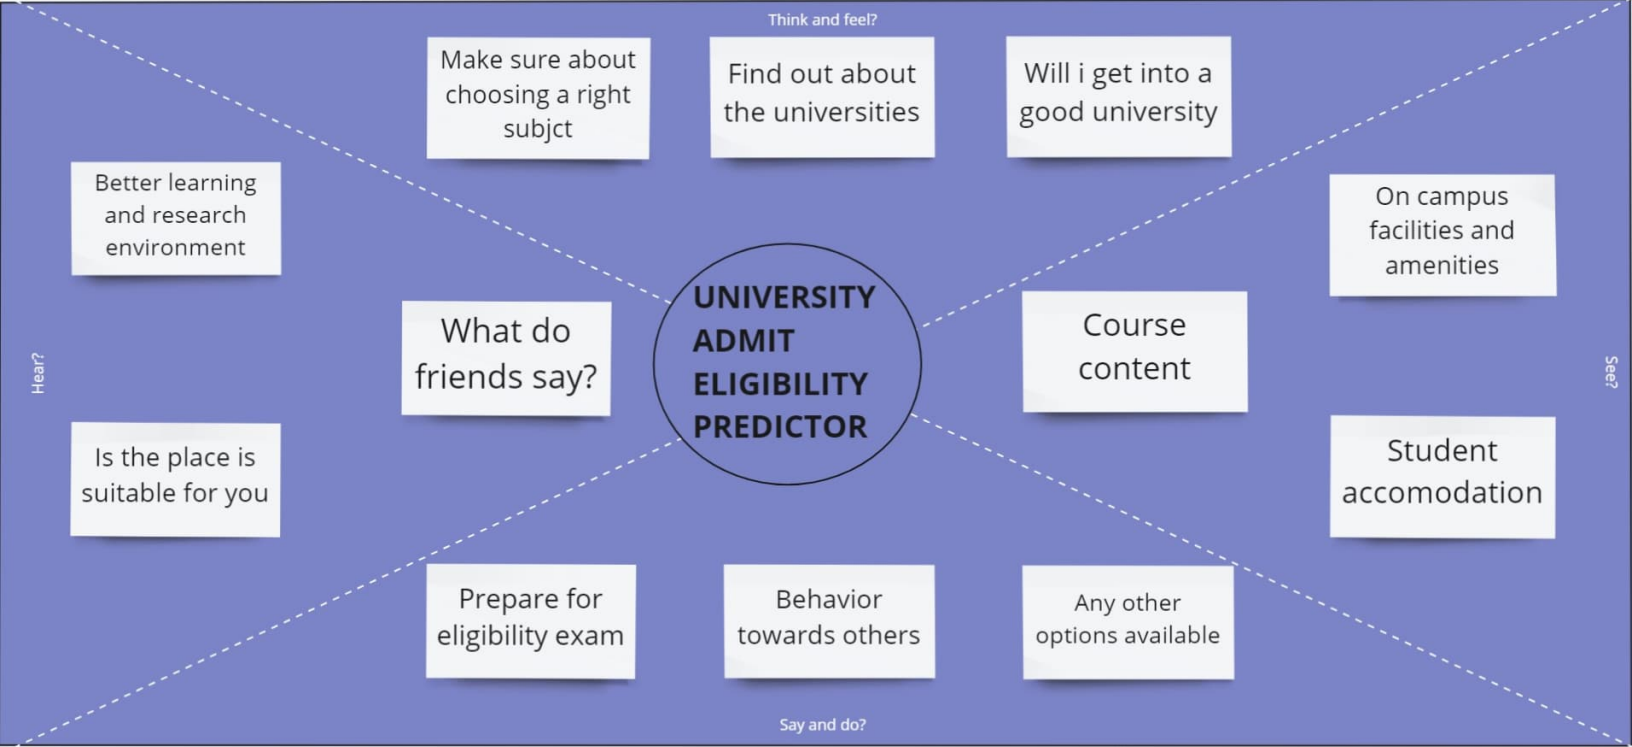 Think and feel?
Make sure about
choosing a right
subjct
Find out about
the universities
Will i get into a
good university
Better learning
and research
environment
What do
friends say?
Is the place is
suitable for you
Hear?
UNIVERSITY
ADMIT
ELIGIBILITY
PREDICTOR
On campus
facilities and
amenities
Course
content
Student
accomodation
See?
Prepare for
eligibility exam
Behavior
towards others
Any other
options available
Say and do?